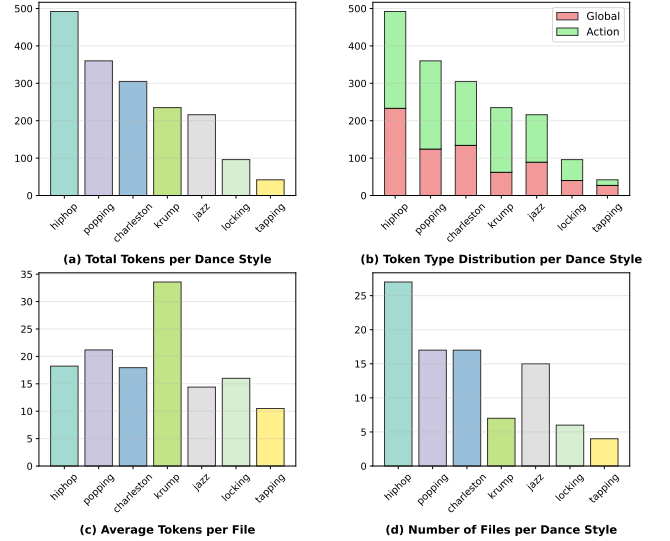 500
400
300
200
100
0
hiphop
popping
charleston
krump
jazz
locking
tapping
(a) Total Tokens per Dance Style
500
400
300
200
100
0
Global
Action
hiphop
popping
charleston
krump
jazz
locking
tapping
(b) Token Type Distribution per Dance Style
35
30
25
20
15
10
5
0
hiphop
popping
charleston
krump
jazz
locking
tapping
(c) Average Tokens per File
25
20
15
10
5
0
hiphop
popping
charleston
krump
jazz
locking
tapping
(d) Number of Files per Dance Style